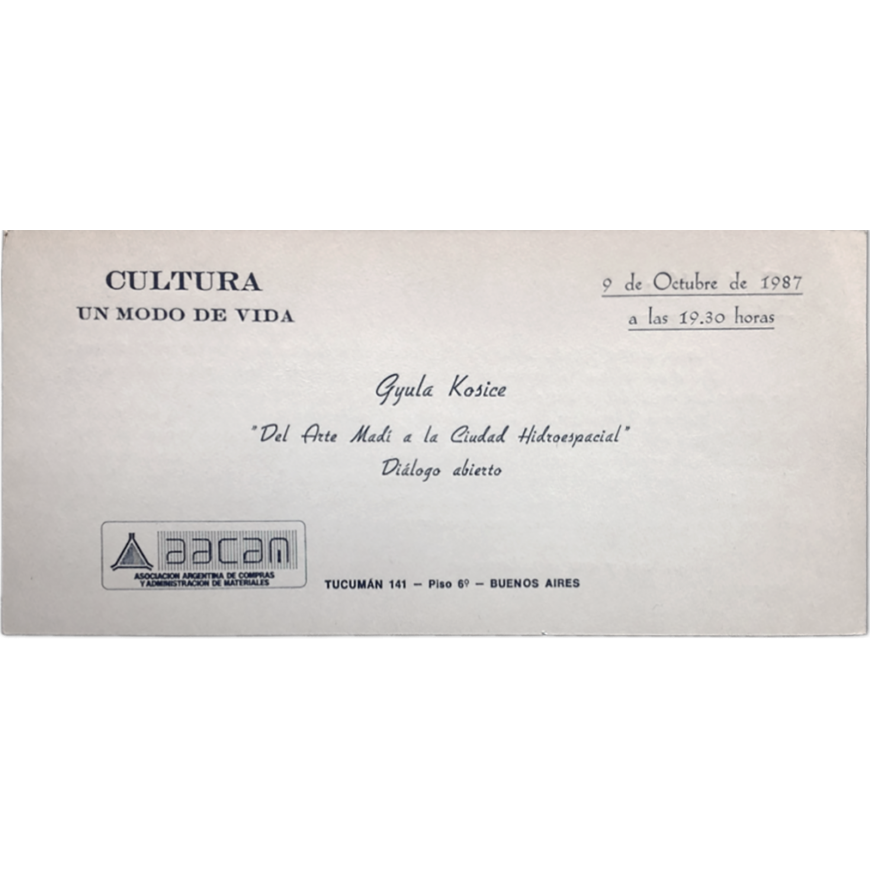 CULTURA
UN MODO DE VIDA
9 de Octubre de 1987
a las 19.30 horas
Gyula Kosice
"Del Arte Madí a la Ciudad Hidroespacial"
Diálogo abierto
aacam
ASOCIACION ARGENTINA DE COMPRAS
Y ADMINISTRACION DE MATERIALES
TUCUMÁN 141 — Piso 6º — BUENOS AIRES